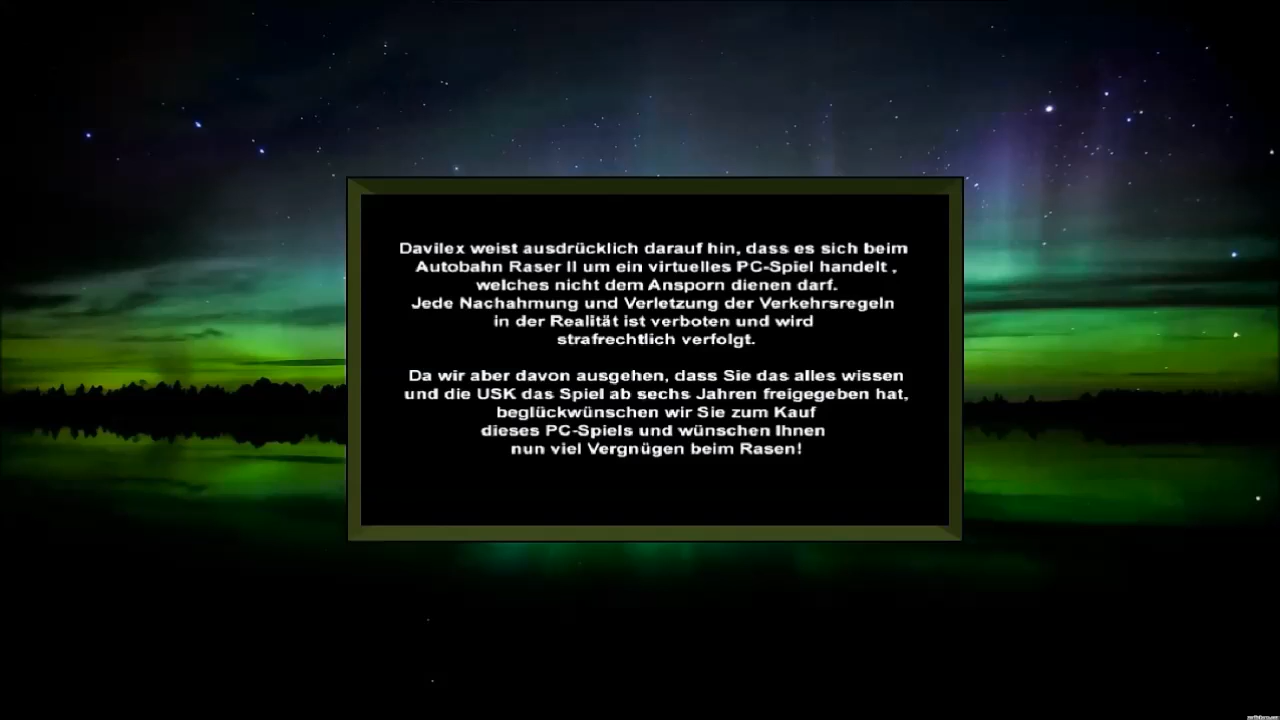 Davilex weist ausdrücklich darauf hin, dass es sich beim
Autobahn Raser II um ein virtuelles PC-Spiel handelt ,
welches nicht dem Ansporn dienen darf.
Jede Nachahmung und Verletzung der Verkehrsregeln
in der Realität ist verboten und wird
strafrechtlich verfolgt.
Da wir aber davon ausgehen, dass Sie das alles wissen
und die USK das Spiel ab sechs Jahren freigegeben hat,
beglückwünschen wir Sie zum Kauf
dieses PC-Spiels und wünschen Ihnen
nun viel Vergnügen beim Rasen!